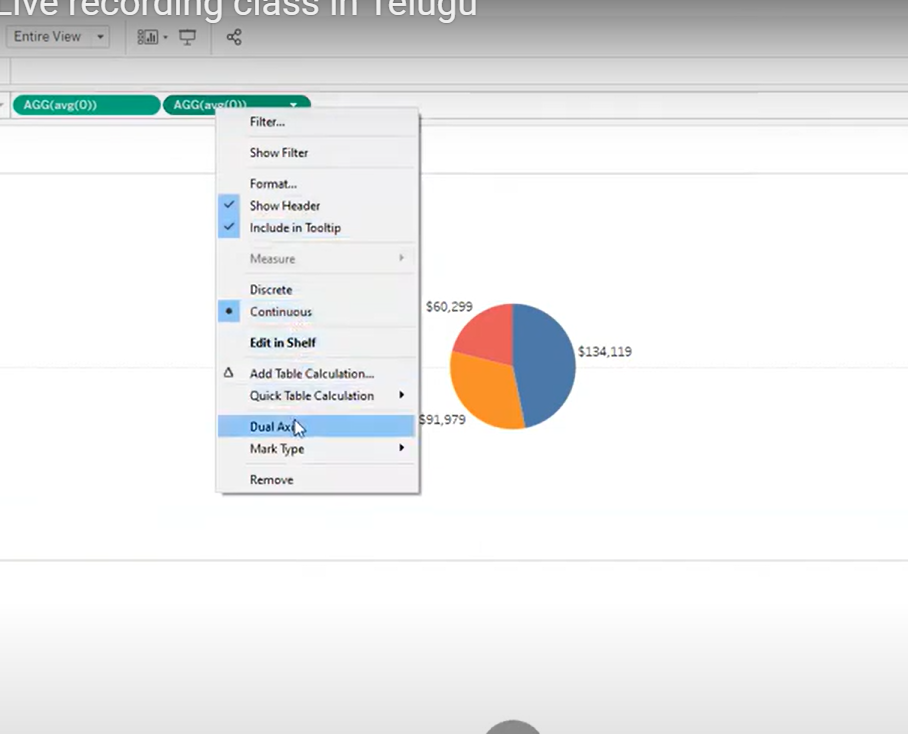 Live recording class in Telugu
Entire View
AGG(avg(0)) AGG(avg(0))
Filter...
Show Filter
Format...
Show Header
Include in Tooltip
Measure
Discrete
Continuous
Edit in Shelf
Add Table Calculation...
Quick Table Calculation
Dual Axis
Mark Type
Remove
$60,299
$134,119
$91,979